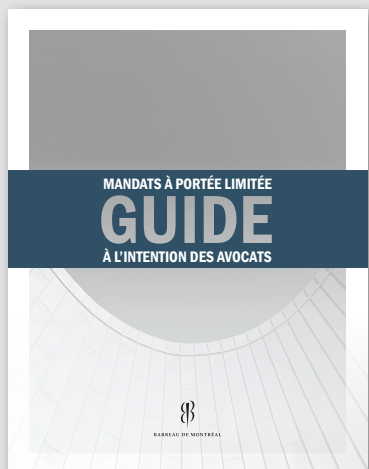 MANDATS À PORTÉE LIMITÉE
GUIDE
À L'INTENTION DES AVOCATS
BARREAU DE MONTRÉAL